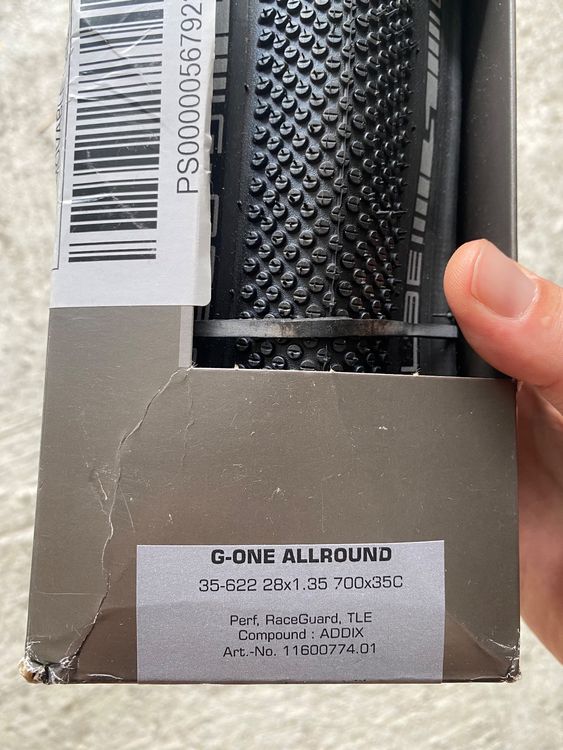 PS0000056792
G-ONE ALLROUND
35-622 28x1.35 700x35C
Perf, RaceGuard, TLE
Compound : ADDIX
Art.-No. 11600774.01